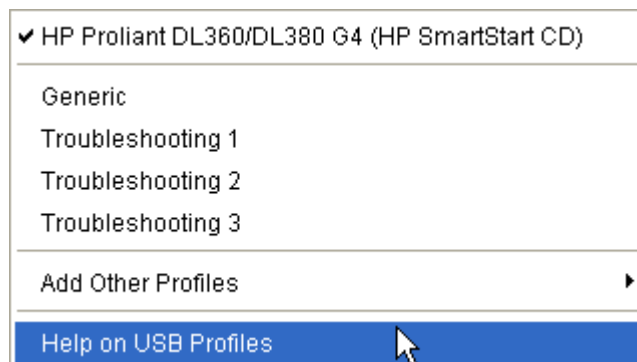 HP Proliant DL360/DL380 G4 (HP SmartStart CD)
Generic
Troubleshooting 1
Troubleshooting 2
Troubleshooting 3
Add Other Profiles
Help on USB Profiles